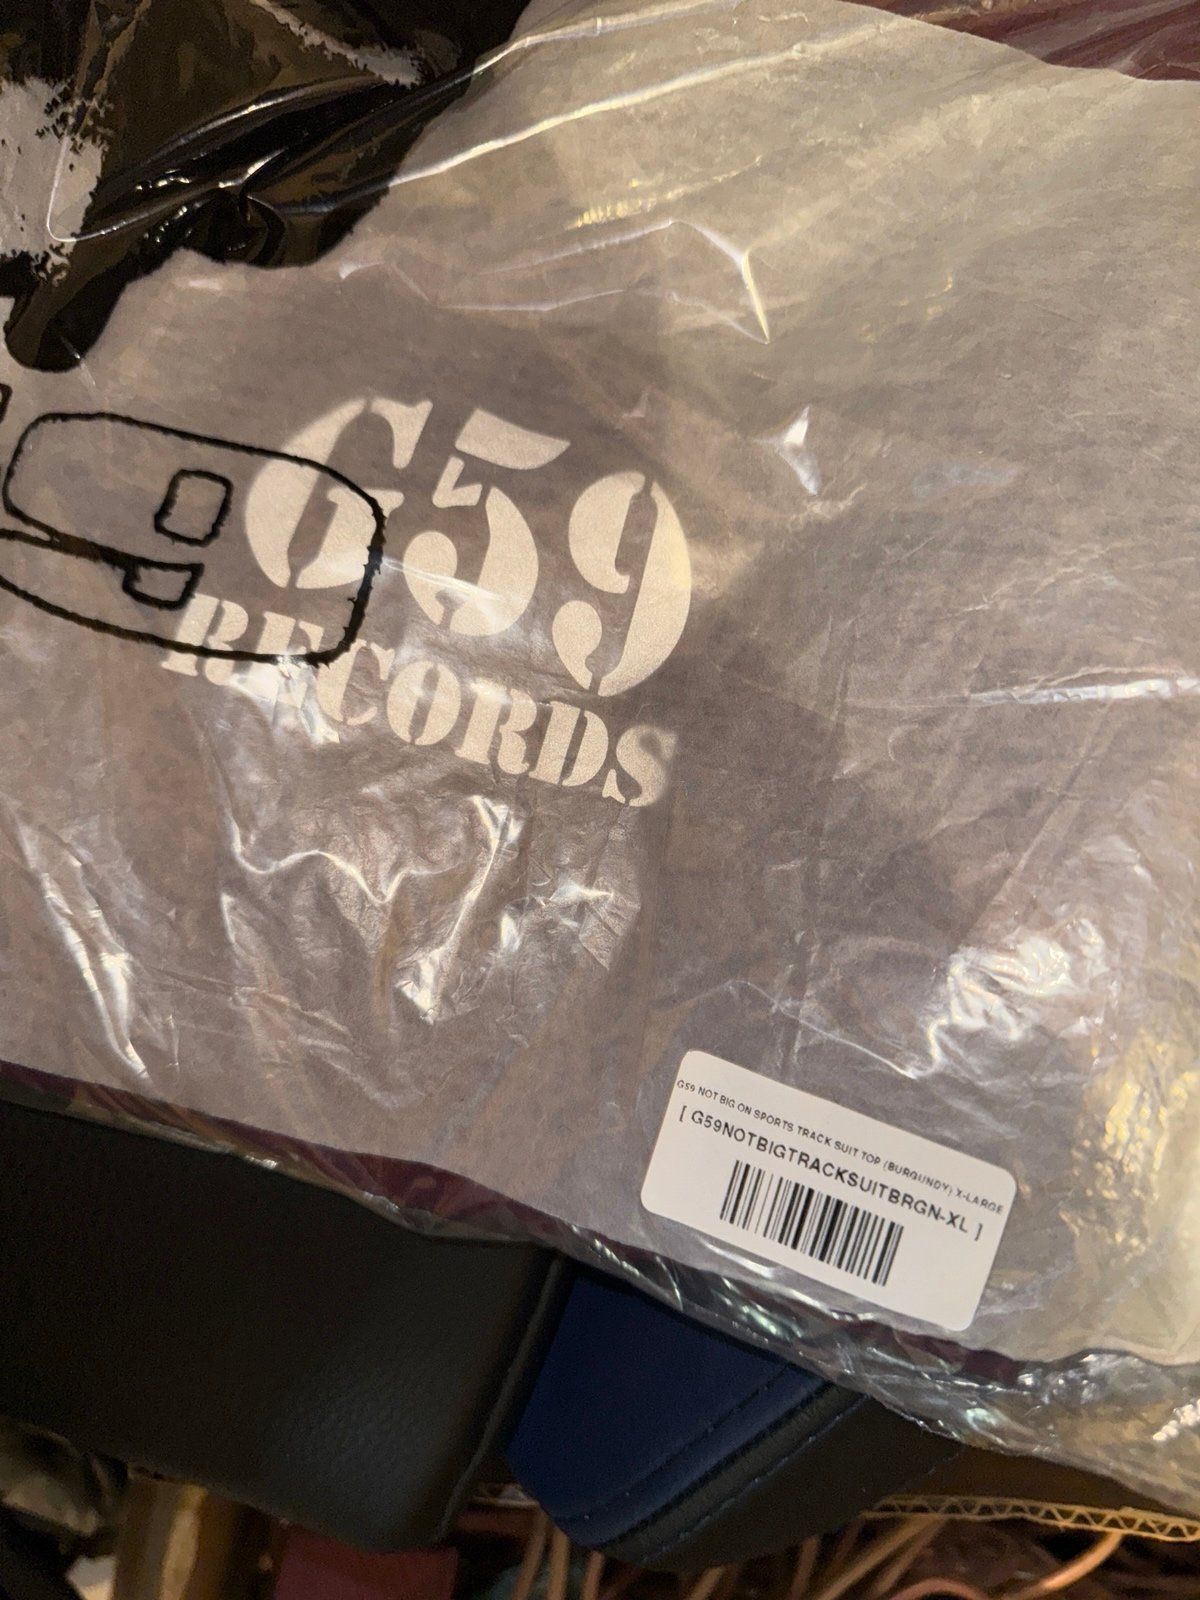 G59
RECORDS
G59 NOT BIG ON SPORTS TRACK SUIT TOP (BURGUNDY) X-LARGE
[ G59NOTBIGTRACKSUITBRGN-XL ]